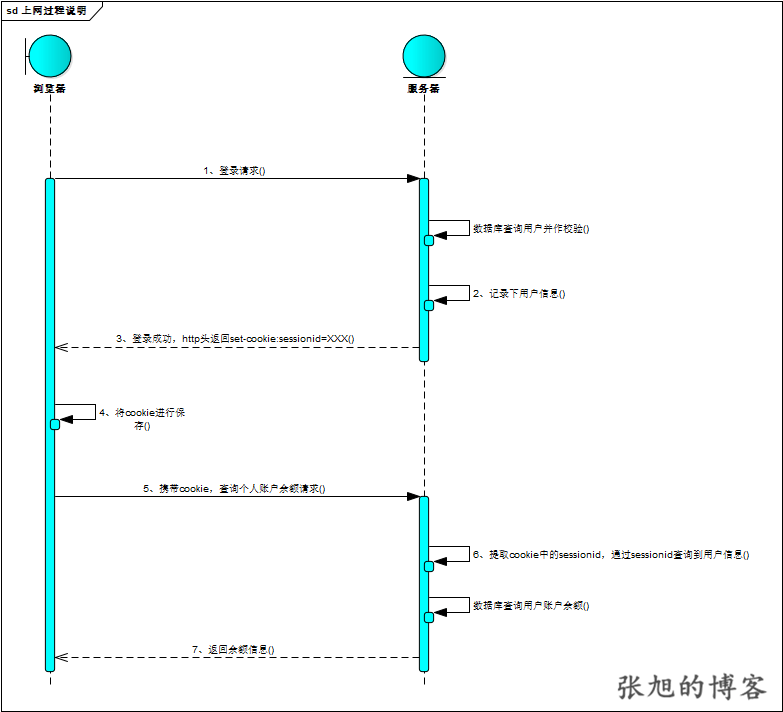 sd 上网过程说明
浏览器
服务器
1、登录请求()
数据库查询用户并作校验()
2、记录下用户信息()
3、登录成功，http头返回set-cookie:sessionid=XXX()
4、将cookie进行保
存()
5、携带cookie，查询个人账户余额请求()
6、提取cookie中的sessionid，通过sessionid查询到用户信息()
数据库查询用户账户余额()
7、返回余额信息()
张旭的博客